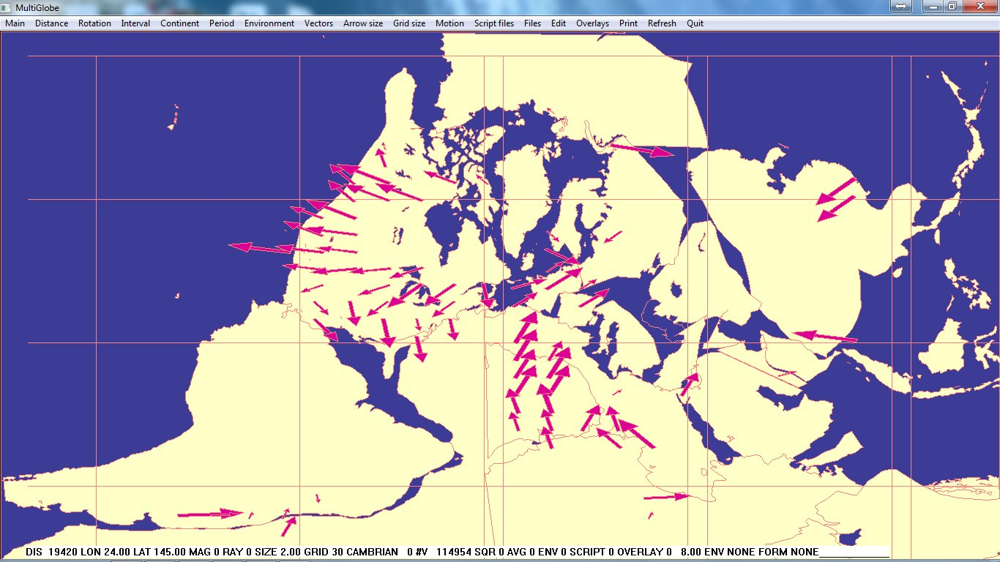 MultiGlobe
Main Distance Rotation Interval Continent Period Environment Vectors Arrow size Grid size Motion Script files Files Edit Overlays Print Refresh Quit
DIS 19420 LON 24.00 LAT 145.00 MAG 0 RAY 0 SIZE 2.00 GRID 30 CAMBRIAN 0 #V 114954 SQR 0 AVG 0 ENV 0 SCRIPT 0 OVERLAY 0 8.00 ENV NONE FORM NONE